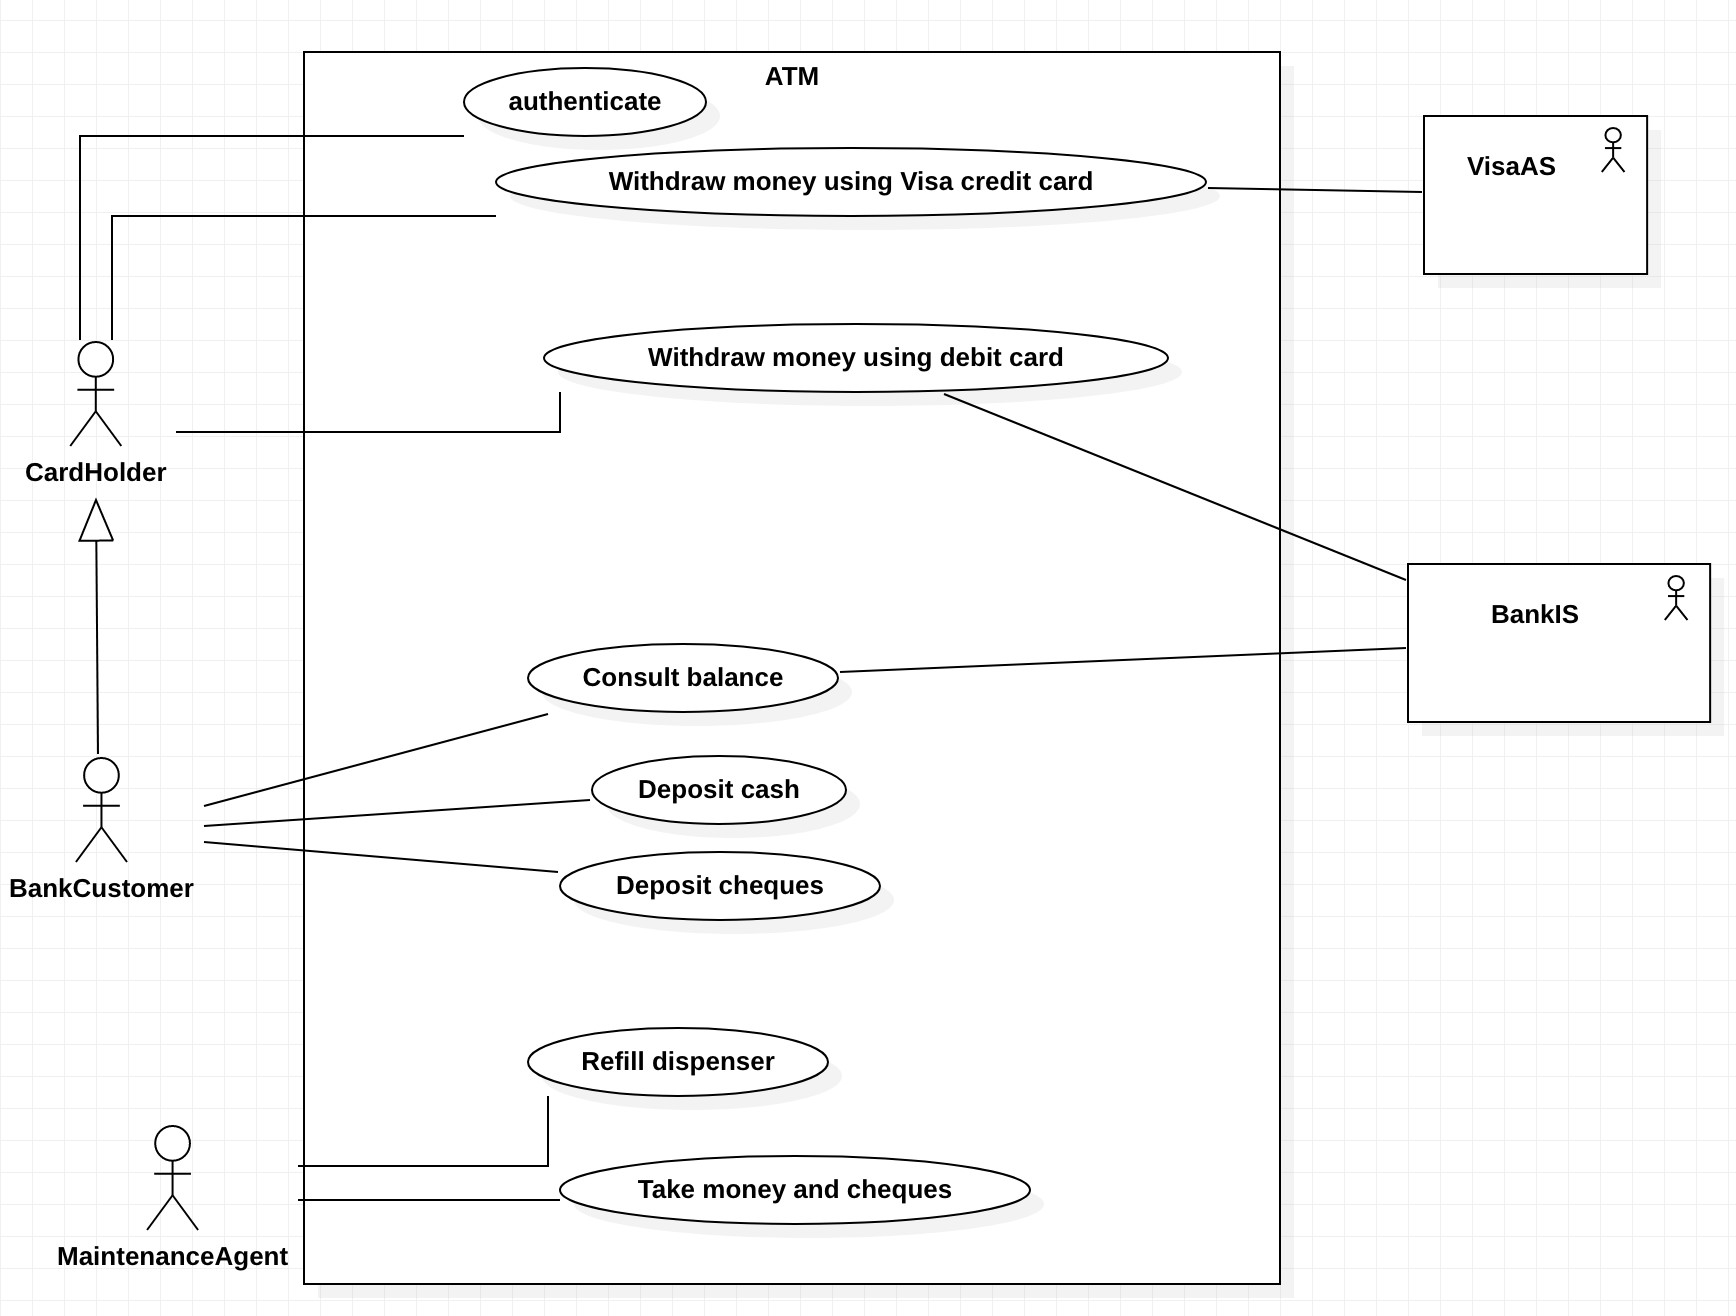 ATM
authenticate
Withdraw money using Visa credit card
VisaAS
Withdraw money using debit card
CardHolder
BankIS
Consult balance
Deposit cash
BankCustomer
Deposit cheques
Refill dispenser
Take money and cheques
MaintenanceAgent